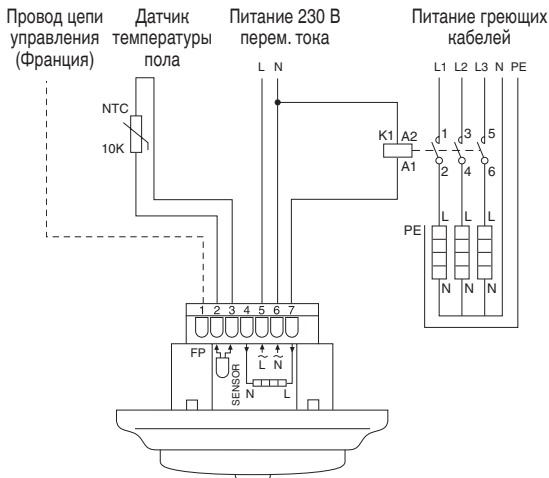 Провод цепи
управления
(Франция)
Датчик
температуры
пола
Питание 230 В
перем. тока
Питание греющих
кабелей
L N
L1 L2 L3 N PE
NTC
10K
K1 A2
A1
1 3 5
2 4 6
L L L
PE
N N N
1 2 3 4 5 6 7
FP
SENSOR
~ ~
L N
N L